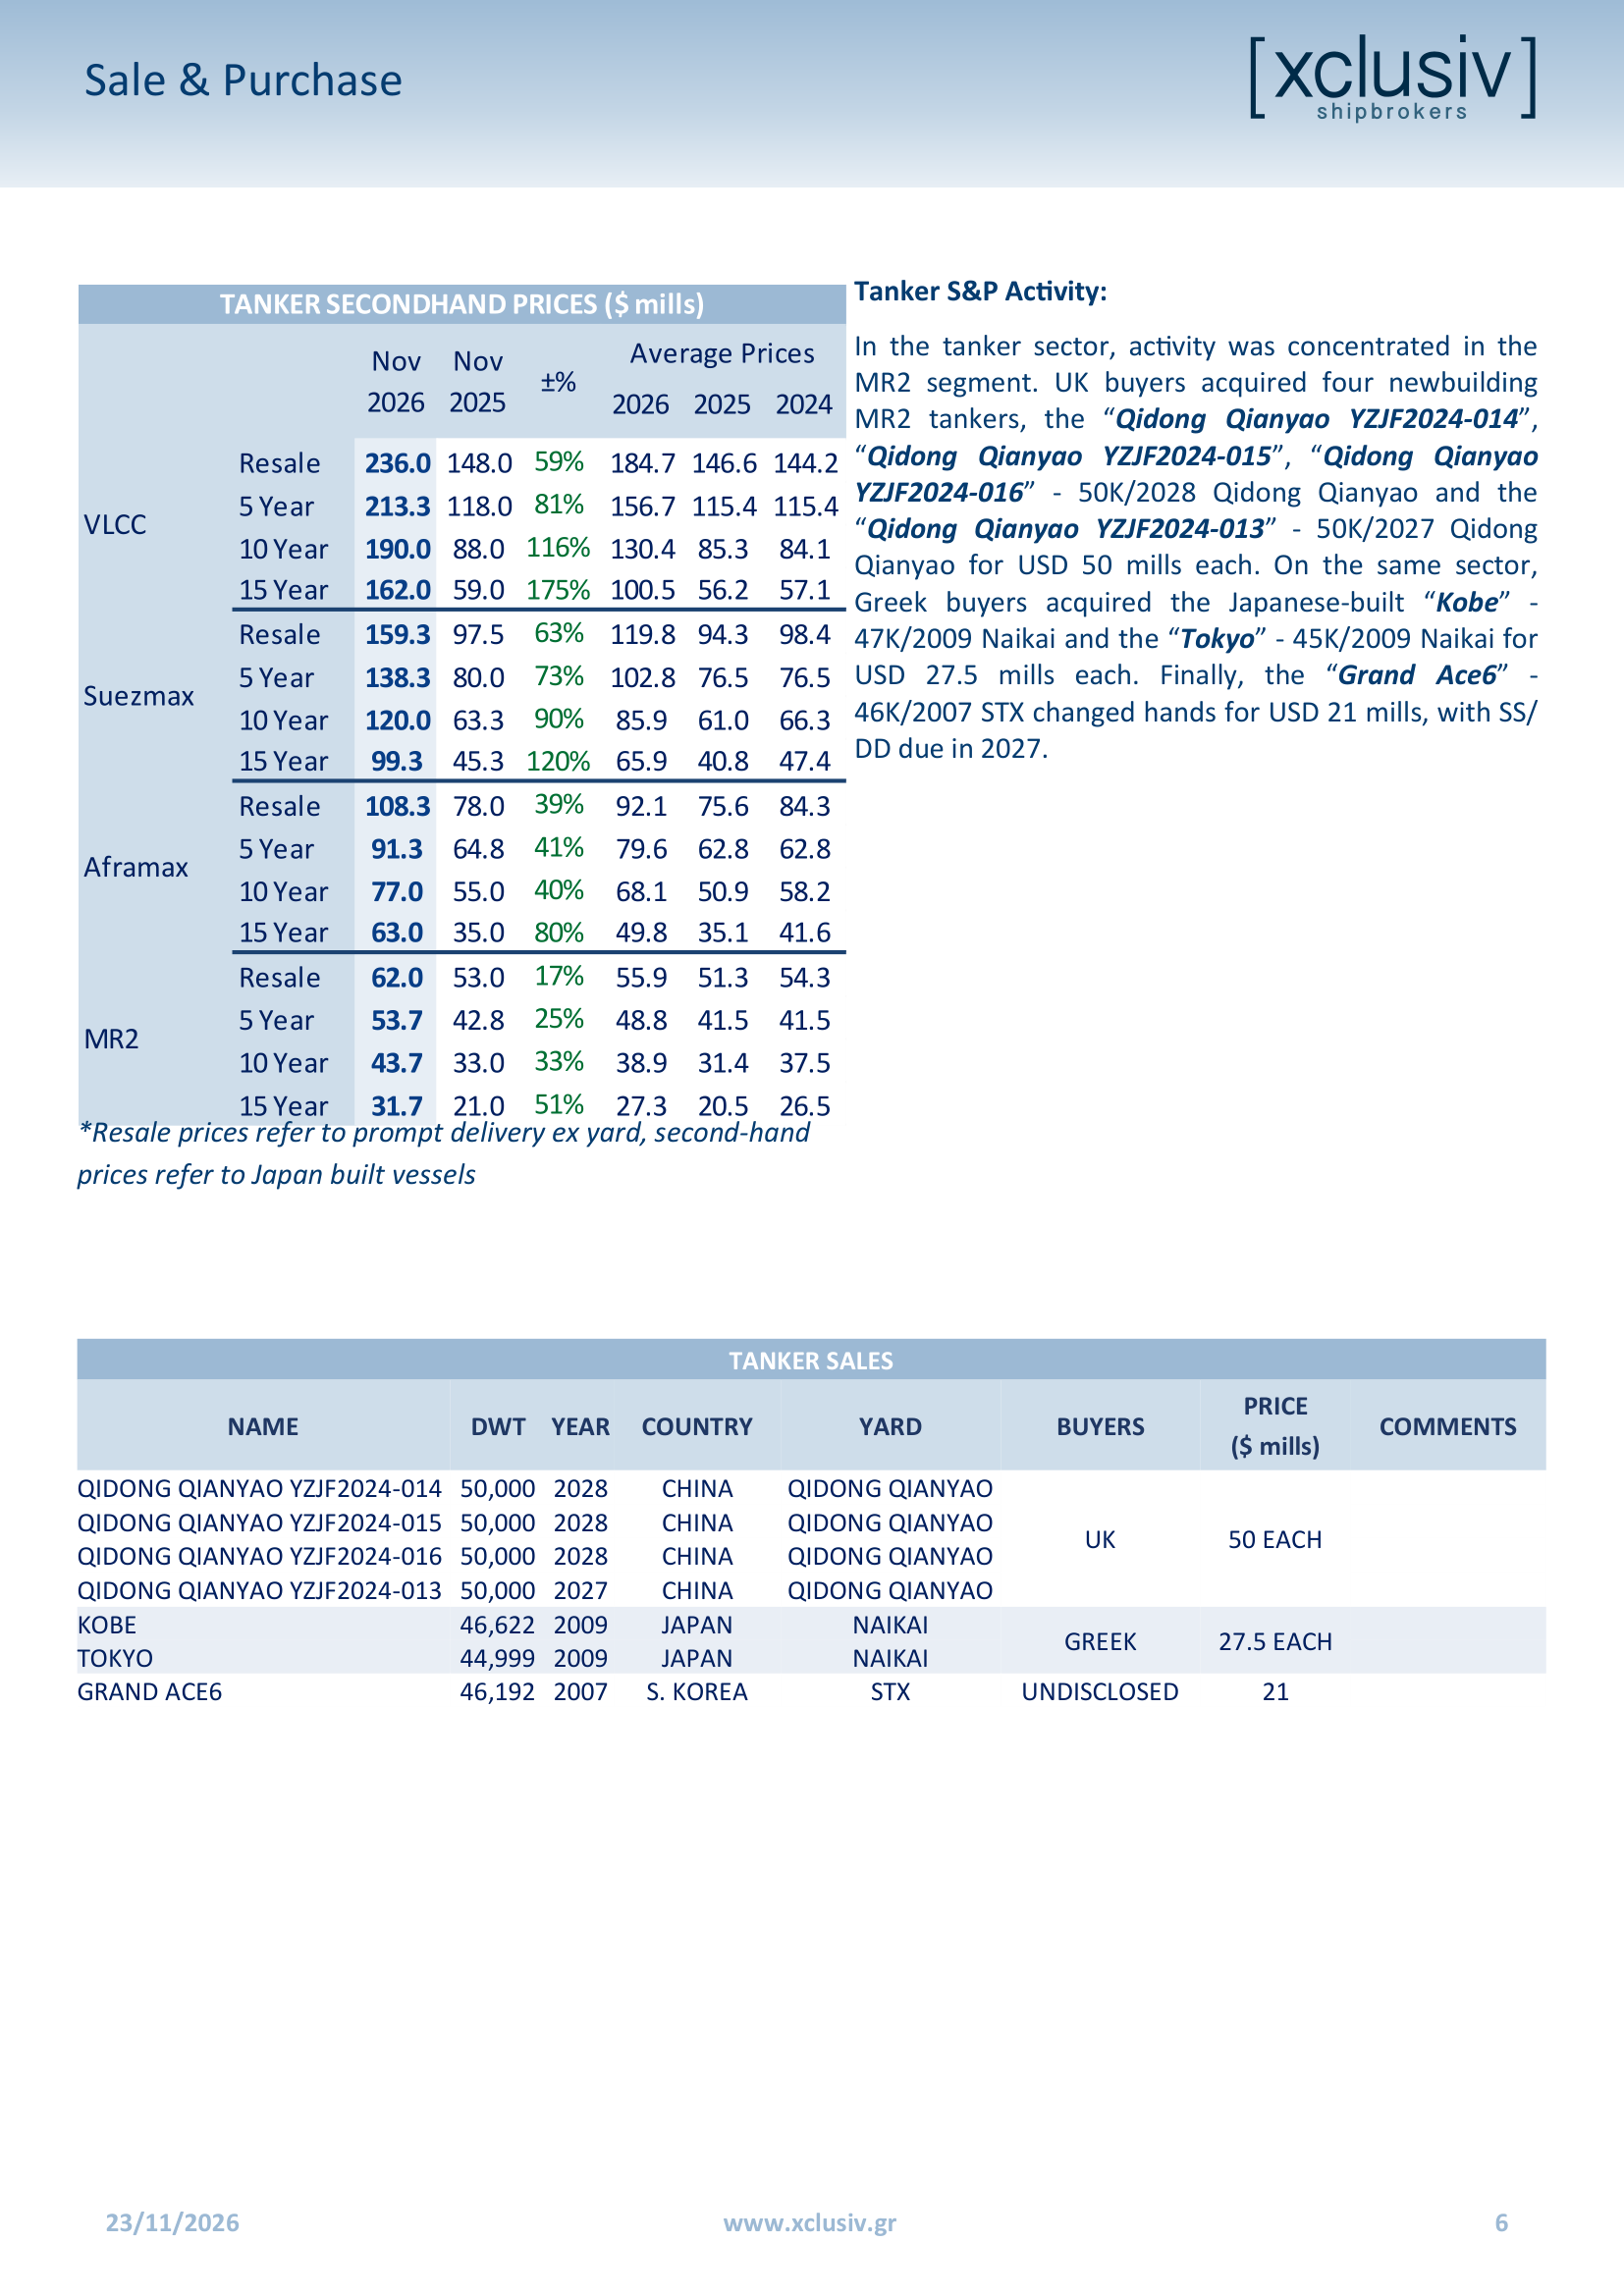 Sale & Purchase
[xclusiv]
shipbrokers
TANKER SECONDHAND PRICES ($ mills)
Nov 2026 Nov 2025 ±% Average Prices
2026 2025 2024
VLCC
Resale 236.0 148.0 59% 184.7 146.6 144.2
5 Year 213.3 118.0 81% 156.7 115.4 115.4
10 Year 190.0 88.0 116% 130.4 85.3 84.1
15 Year 162.0 59.0 175% 100.5 56.2 57.1
Suezmax
Resale 159.3 97.5 63% 119.8 94.3 98.4
5 Year 138.3 80.0 73% 102.8 76.5 76.5
10 Year 120.0 63.3 90% 85.9 61.0 66.3
15 Year 99.3 45.3 120% 65.9 40.8 47.4
Aframax
Resale 108.3 78.0 39% 92.1 75.6 84.3
5 Year 91.3 64.8 41% 79.6 62.8 62.8
10 Year 77.0 55.0 40% 68.1 50.9 58.2
15 Year 63.0 35.0 80% 49.8 35.1 41.6
MR2
Resale 62.0 53.0 17% 55.9 51.3 54.3
5 Year 53.7 42.8 25% 48.8 41.5 41.5
10 Year 43.7 33.0 33% 38.9 31.4 37.5
15 Year 31.7 21.0 51% 27.3 20.5 26.5
*Resale prices refer to prompt delivery ex yard, second-hand
prices refer to Japan built vessels
Tanker S&P Activity:
In the tanker sector, activity was concentrated in the
MR2 segment. UK buyers acquired four newbuilding
MR2 tankers, the “Qidong Qianyao YZJF2024-014”,
“Qidong Qianyao YZJF2024-015”, “Qidong Qianyao
YZJF2024-016” - 50K/2028 Qidong Qianyao and the
“Qidong Qianyao YZJF2024-013” - 50K/2027 Qidong
Qianyao for USD 50 mills each. On the same sector,
Greek buyers acquired the Japanese-built “Kobe” -
47K/2009 Naikai and the “Tokyo” - 45K/2009 Naikai for
USD 27.5 mills each. Finally, the “Grand Ace6” -
46K/2007 STX changed hands for USD 21 mills, with SS/
DD due in 2027.
TANKER SALES
NAME DWT YEAR COUNTRY YARD BUYERS PRICE ($ mills) COMMENTS
QIDONG QIANYAO YZJF2024-014 50,000 2028 CHINA QIDONG QIANYAO
QIDONG QIANYAO YZJF2024-015 50,000 2028 CHINA QIDONG QIANYAO
UK 50 EACH
QIDONG QIANYAO YZJF2024-016 50,000 2028 CHINA QIDONG QIANYAO
QIDONG QIANYAO YZJF2024-013 50,000 2027 CHINA QIDONG QIANYAO
KOBE 46,622 2009 JAPAN NAIKAI
GREEK 27.5 EACH
TOKYO 44,999 2009 JAPAN NAIKAI
GRAND ACE6 46,192 2007 S. KOREA STX UNDISCLOSED 21
23/11/2026 www.xclusiv.gr 6